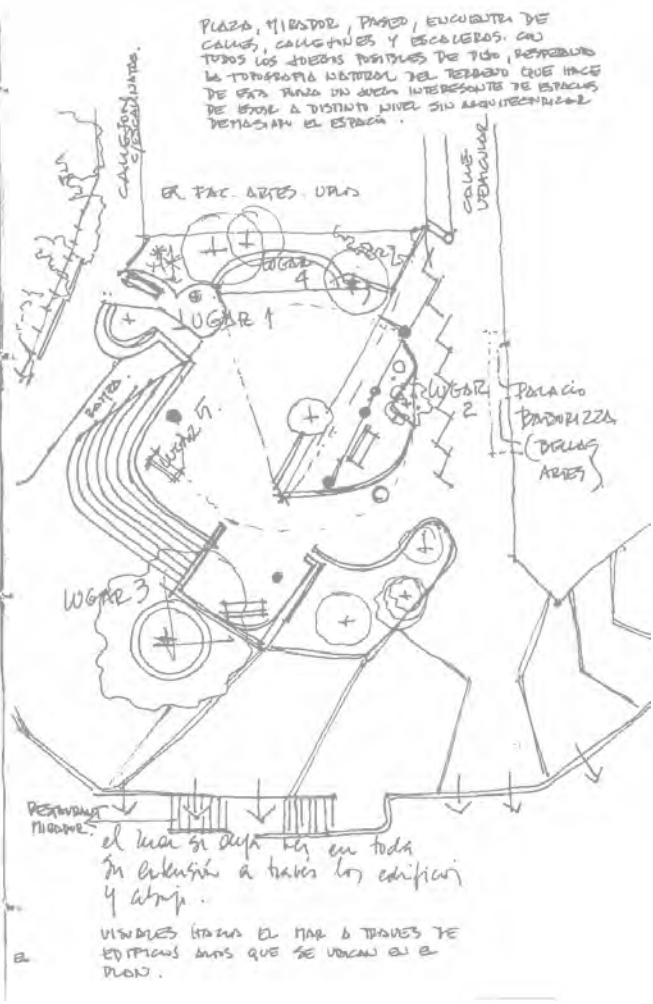 PLAZA, MIRADOR, PASEO, ENCUENTRO DE
CALLES, CALLEJONES Y ESCALERAS. CON
TODOS LOS JUEGOS POSIBLES DE PISO, RESPETANDO
LA TOPOGRAFIA NATURAL DEL TERRENO QUE HACE
DE ESTA PLAZA UN JUEGO INTERESANTE DE ESPACIOS
DE ESTAR A DISTINTO NIVEL SIN ARQUITECTURIZAR
DEMASIADO EL ESPACIO.
CALLEJON
C/ESCALINATAS.
CALLE
VEHICULAR
EX. FAC. ARTES. UPLA
LUGAR
4
LUGAR 1
LUGAR
2
PALACIO
BABURIZZA
(BELLAS
ARTES)
LUGAR 5
LUGAR 3
RESTAURANT
MIRADOR.
el mar se deja ver en toda
su extensión a través los edificios
y abajo.
VISUALES HACIA EL MAR A TRAVES DE
EDIFICIOS ALTOS QUE SE UBICAN EN EL
PLAN.
EL